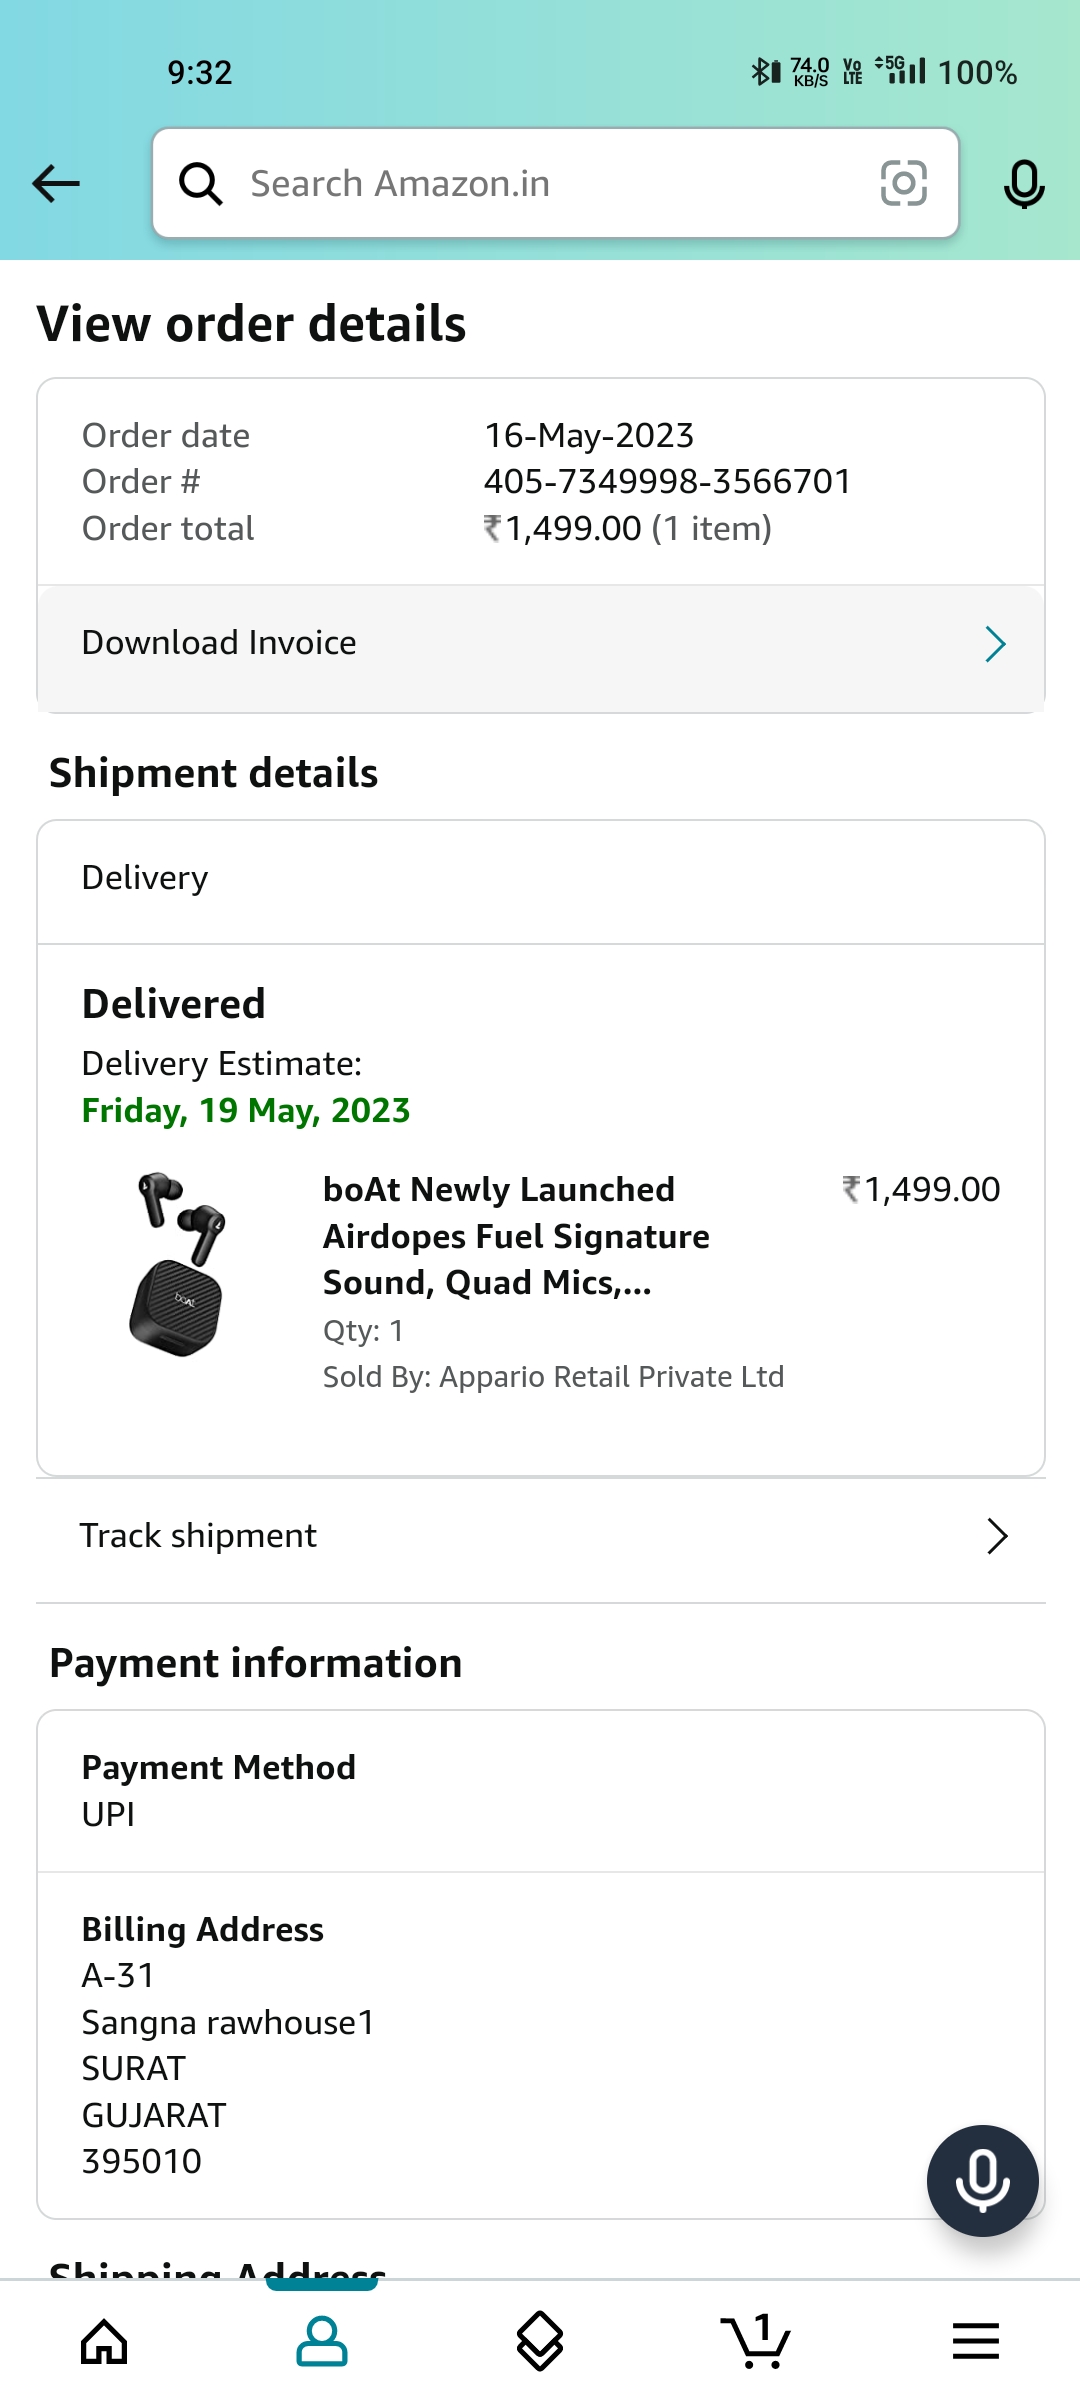 9:32
74.0 KB/S Vo LTE 5G 100%
Search Amazon.in
View order details
Order date 16-May-2023
Order # 405-7349998-3566701
Order total ₹1,499.00 (1 item)
Download Invoice
Shipment details
Delivery
Delivered
Delivery Estimate:
Friday, 19 May, 2023
boAt Newly Launched ₹1,499.00
Airdopes Fuel Signature
Sound, Quad Mics,...
Qty: 1
Sold By: Appario Retail Private Ltd
boAt
Track shipment
Payment information
Payment Method
UPI
Billing Address
A-31
Sangna rawhouse1
SURAT
GUJARAT
395010
Shipping Address
1